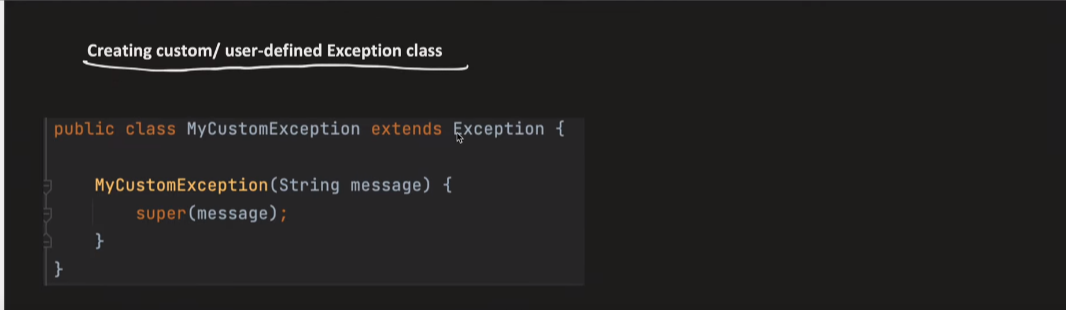 Creating custom/ user-defined Exception class
public class MyCustomException extends Exception {
MyCustomException(String message) {
super(message);
}
}